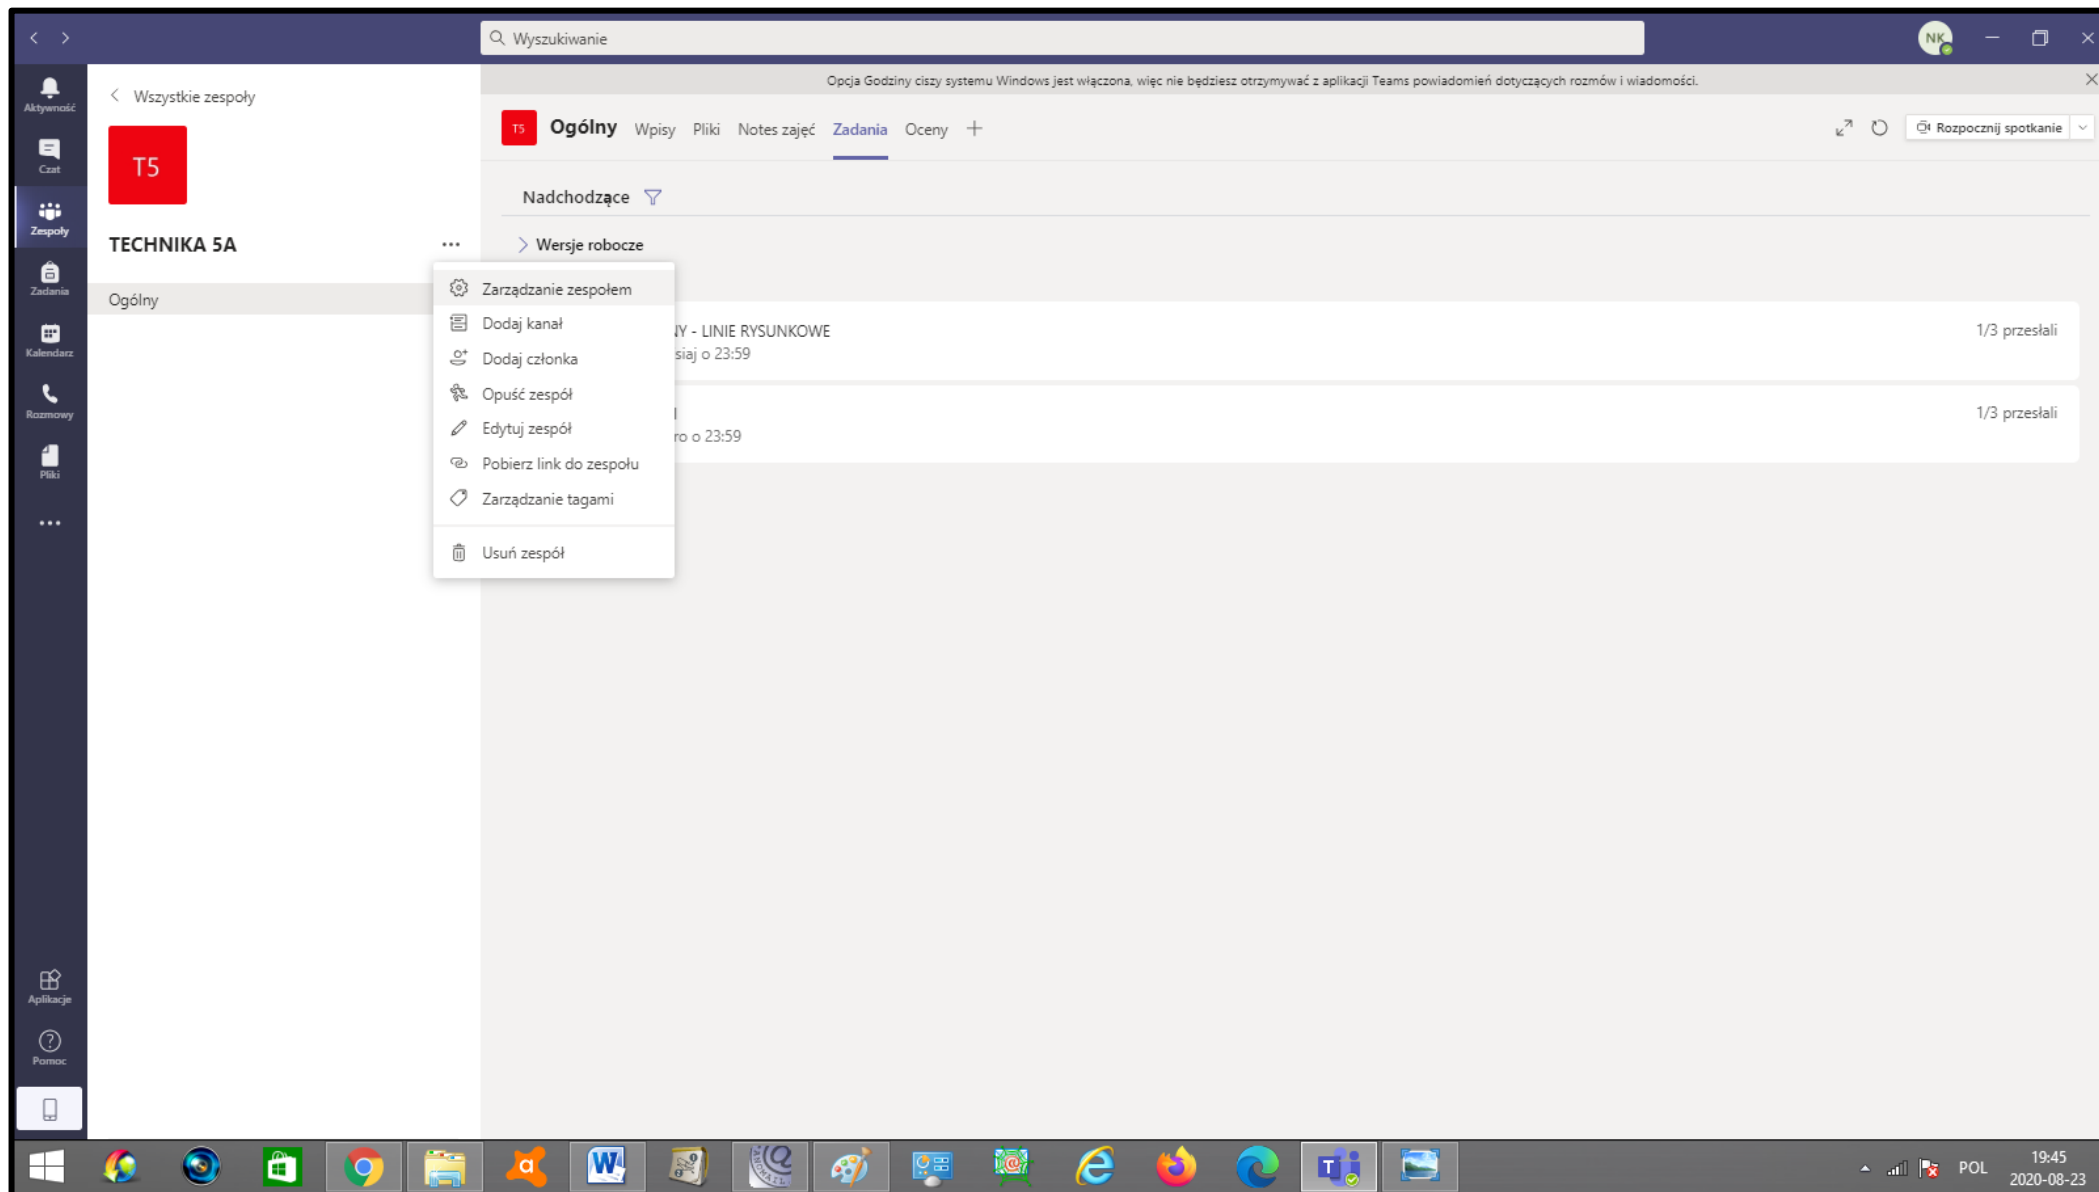 Wyszukiwanie
NK
Opcja Godziny ciszy systemu Windows jest włączona, więc nie będziesz otrzymywać z aplikacji Teams powiadomień dotyczących rozmów i wiadomości.
Aktywność
Czat
Zespoły
Zadania
Kalendarz
Rozmowy
Pliki
Aplikacje
Pomoc
Wszystkie zespoły
T5
TECHNIKA 5A
Ogólny
T5 Ogólny Wpisy Pliki Notes zajęć Zadania Oceny
Rozpocznij spotkanie
Nadchodzące
Wersje robocze
Zarządzanie zespołem
Dodaj kanał
Dodaj członka
Opuść zespół
Edytuj zespół
Pobierz link do zespołu
Zarządzanie tagami
Usuń zespół
NY - LINIE RYSUNKOWE
siaj o 23:59
1/3 przesłali
ro o 23:59
1/3 przesłali
POL
19:45
2020-08-23